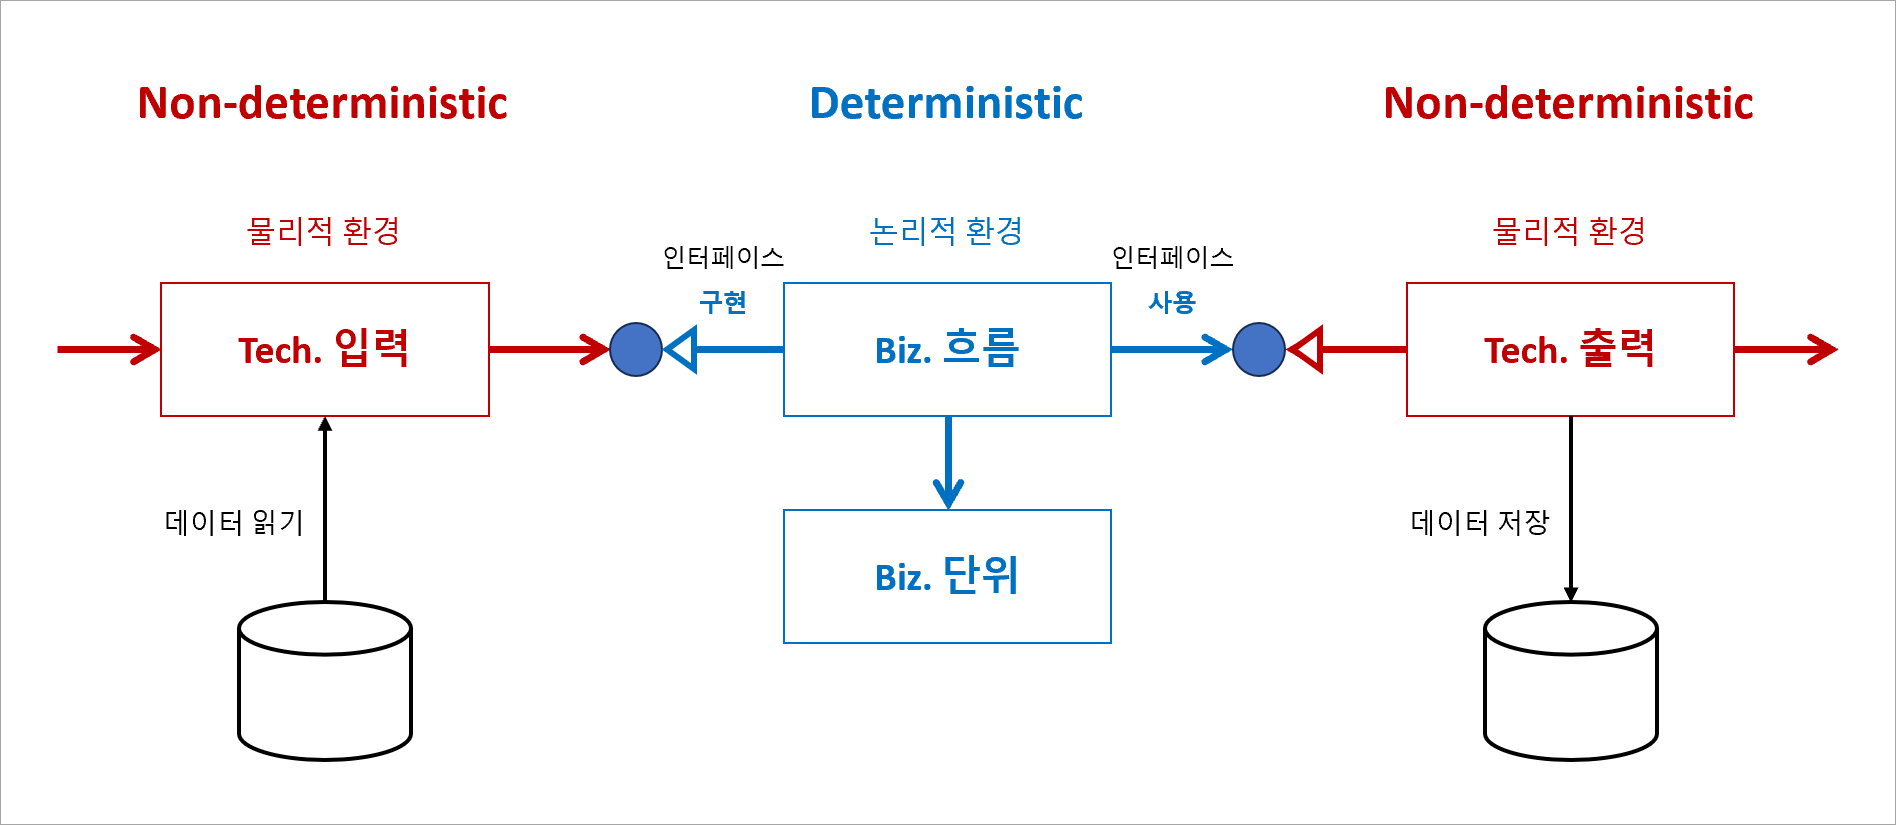 Non-deterministic
Deterministic
Non-deterministic
물리적 환경
논리적 환경
물리적 환경
인터페이스
구현
인터페이스
사용
Tech. 입력
Biz. 흐름
Tech. 출력
데이터 읽기
데이터 저장
Biz. 단위